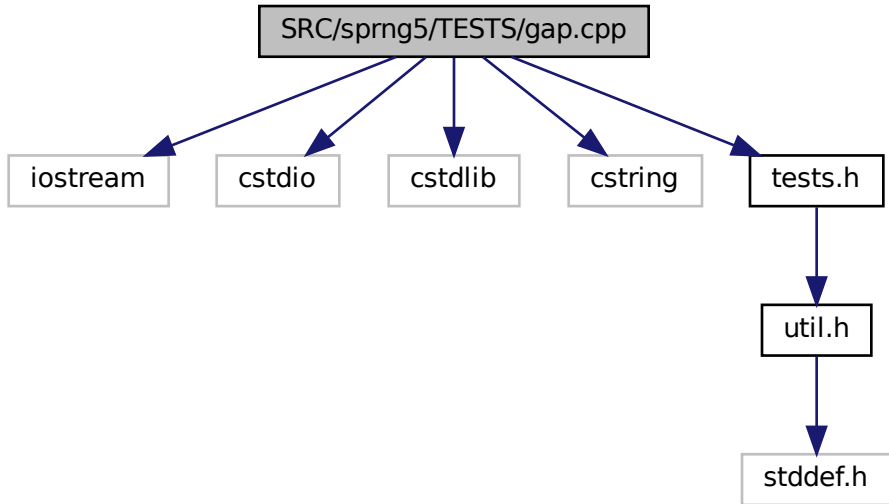 SRC/sprng5/TESTS/gap.cpp
iostream
cstdio
cstdlib
cstring
tests.h
util.h
stddef.h